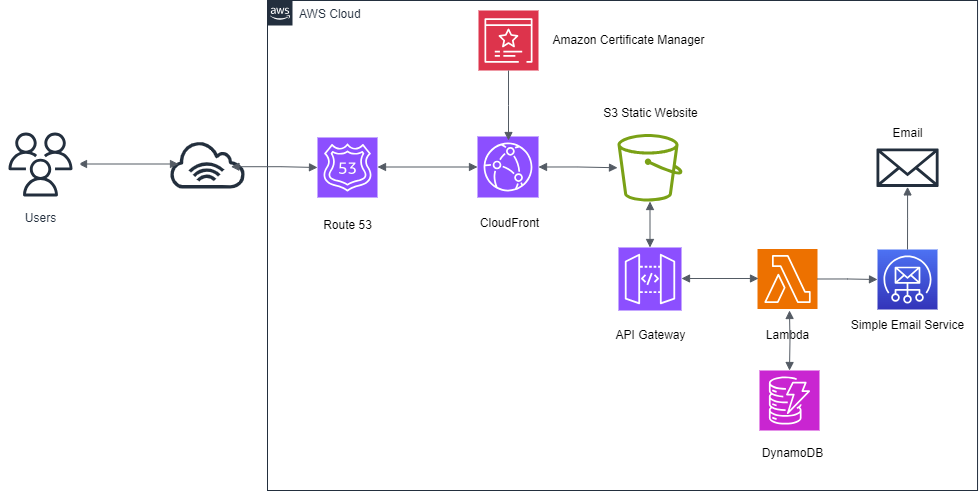 aws
AWS Cloud
Amazon Certificate Manager
S3 Static Website
Email
53
Users
Route 53
CloudFront
</>
API Gateway
Lambda
Simple Email Service
DynamoDB